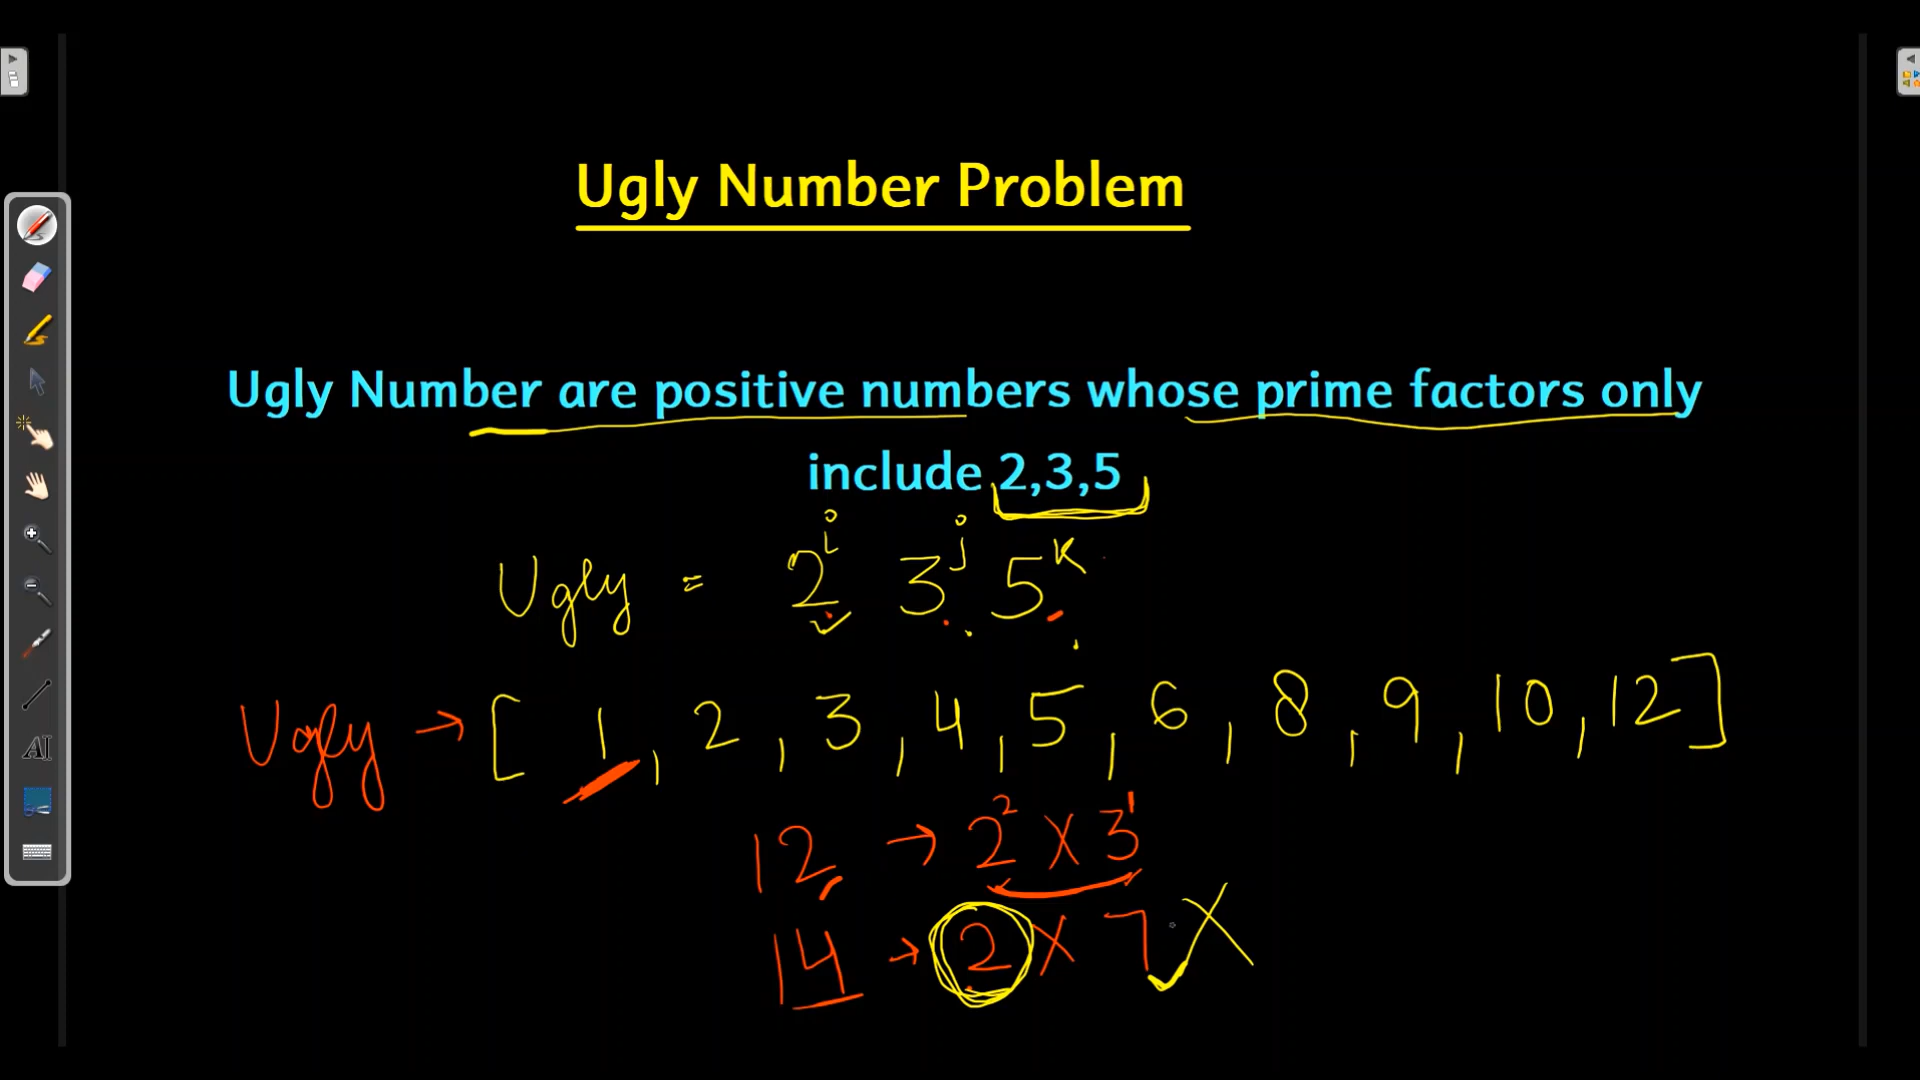 Ugly Number Problem
Ugly Number are positive numbers whose prime factors only
include 2,3,5
Ugly = 2^i 3^j 5^k
Ugly → [ 1, 2, 3, 4, 5, 6, 8, 9, 10, 12]
12 → 2^2 X 3^1
14 → 2 X 7 X
AI